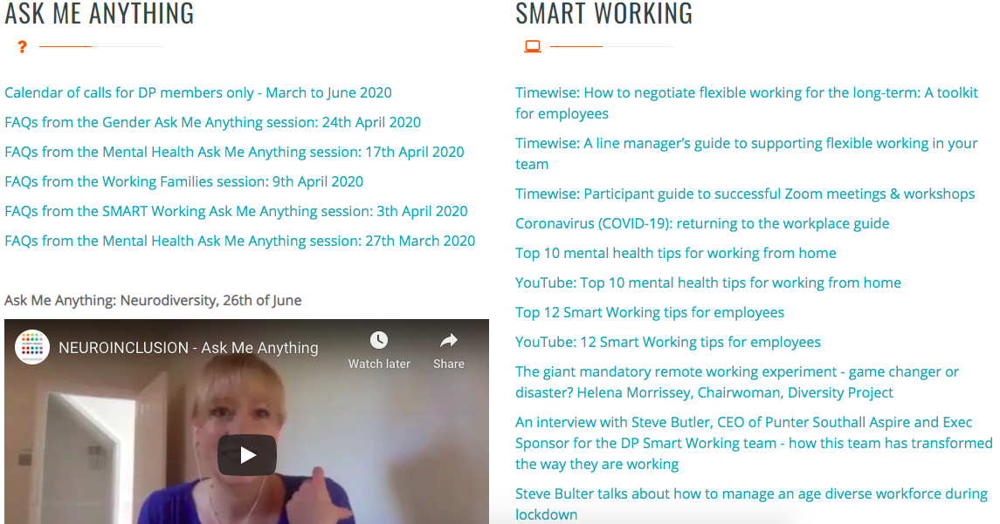 ASK ME ANYTHING
Calendar of calls for DP members only - March to June 2020
FAQs from the Gender Ask Me Anything session: 24th April 2020
FAQs from the Mental Health Ask Me Anything session: 17th April 2020
FAQs from the Working Families session: 9th April 2020
FAQs from the SMART Working Ask Me Anything session: 3th April 2020
FAQs from the Mental Health Ask Me Anything session: 27th March 2020
Ask Me Anything: Neurodiversity, 26th of June
NEUROINCLUSION - Ask Me Anything
Watch later
Share
SMART WORKING
Timewise: How to negotiate flexible working for the long-term: A toolkit
for employees
Timewise: A line manager's guide to supporting flexible working in your
team
Timewise: Participant guide to successful Zoom meetings & workshops
Coronavirus (COVID-19): returning to the workplace guide
Top 10 mental health tips for working from home
YouTube: Top 10 mental health tips for working from home
Top 12 Smart Working tips for employees
YouTube: 12 Smart Working tips for employees
The giant mandatory remote working experiment - game changer or
disaster? Helena Morrissey, Chairwoman, Diversity Project
An interview with Steve Butler, CEO of Punter Southall Aspire and Exec
Sponsor for the DP Smart Working team - how this team has transformed
the way they are working
Steve Bulter talks about how to manage an age diverse workforce during
lockdown